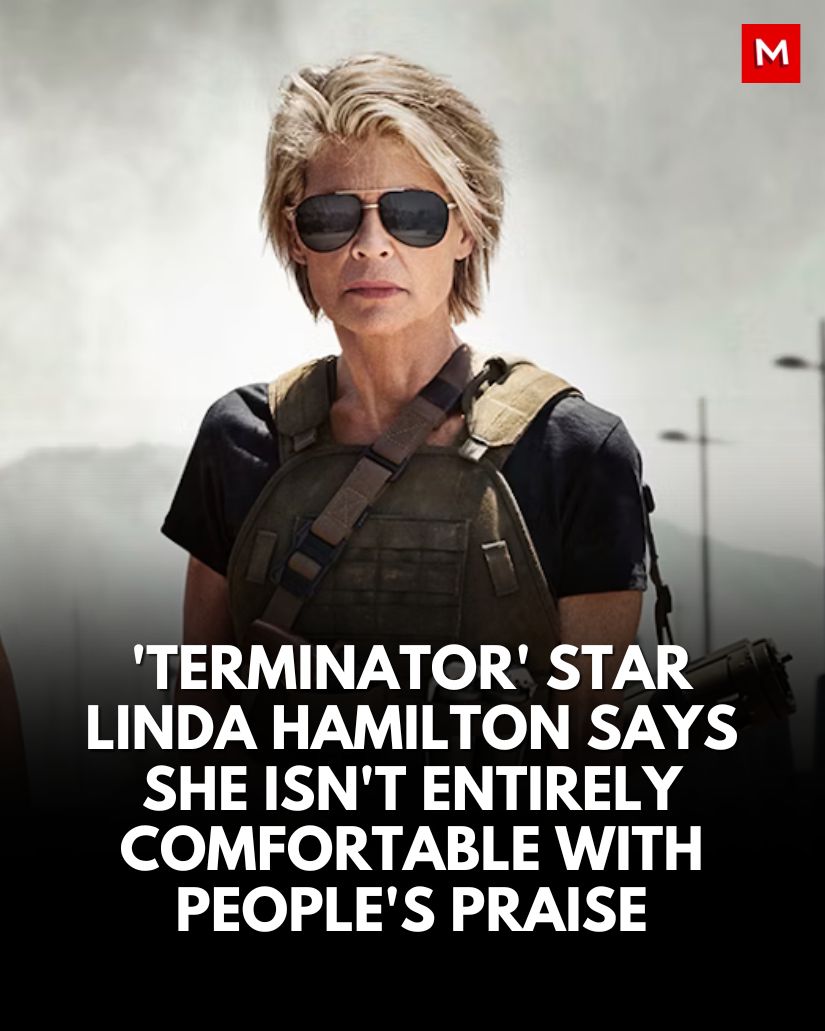 M
'TERMINATOR' STAR
LINDA HAMILTON SAYS
SHE ISN'T ENTIRELY
COMFORTABLE WITH
PEOPLE'S PRAISE